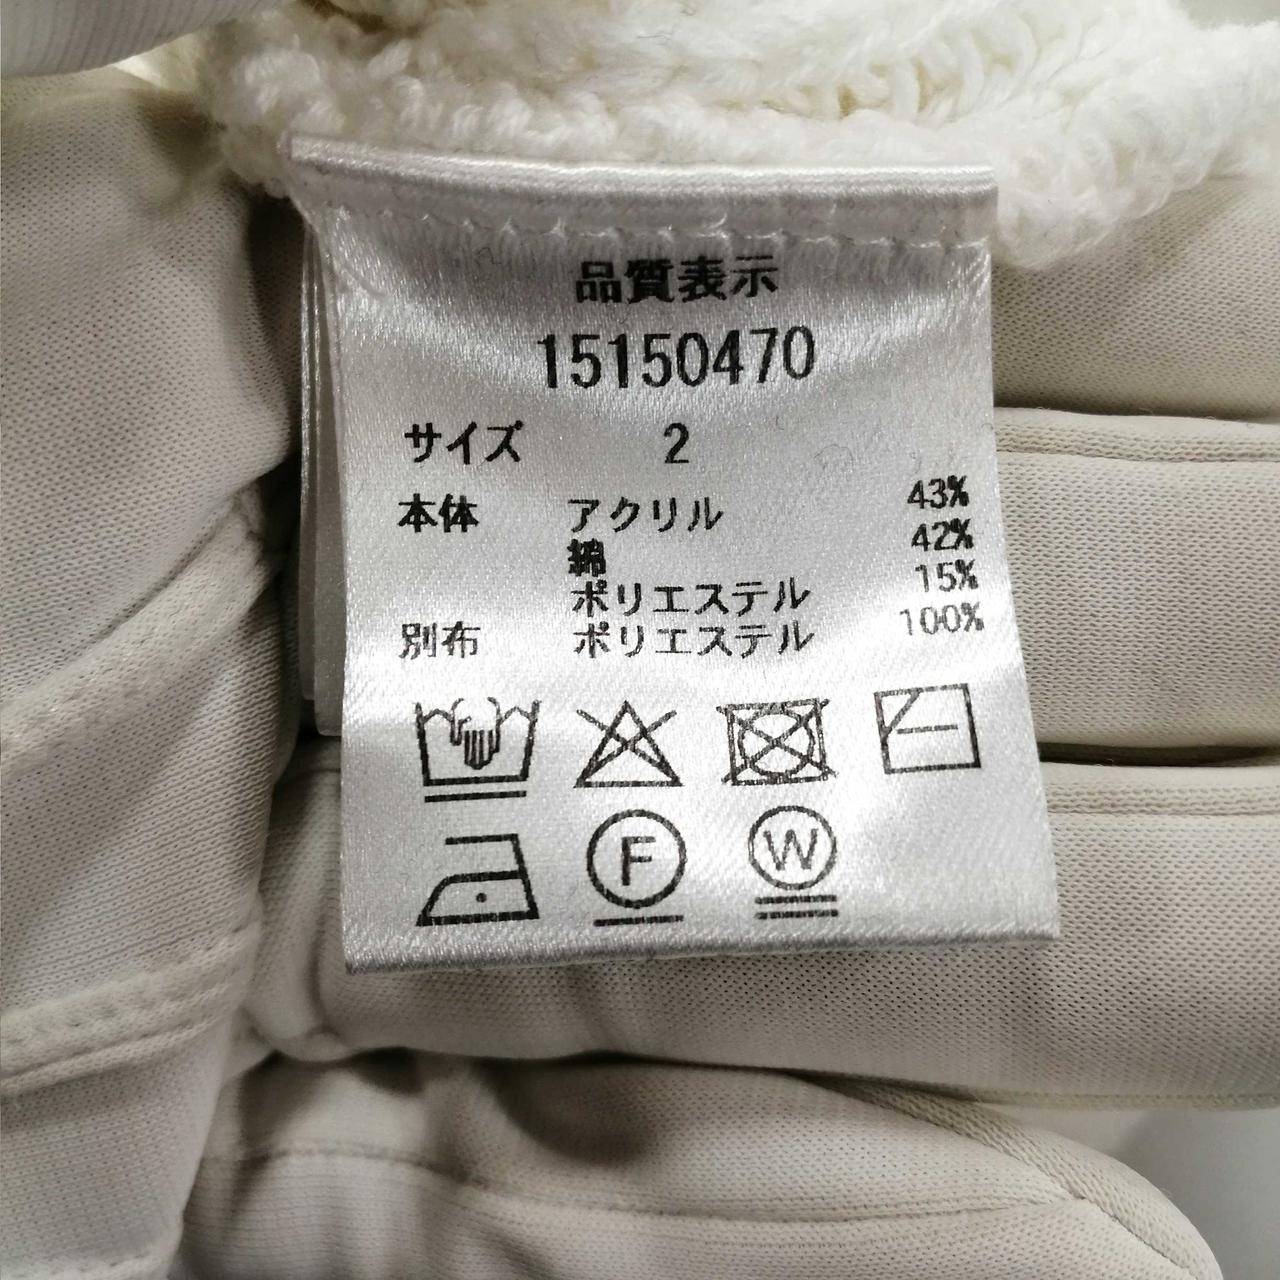 品質表示
15150470
サイズ 2
本体 アクリル 43%
綿 42%
ポリエステル 15%
別布 ポリエステル 100%
F W